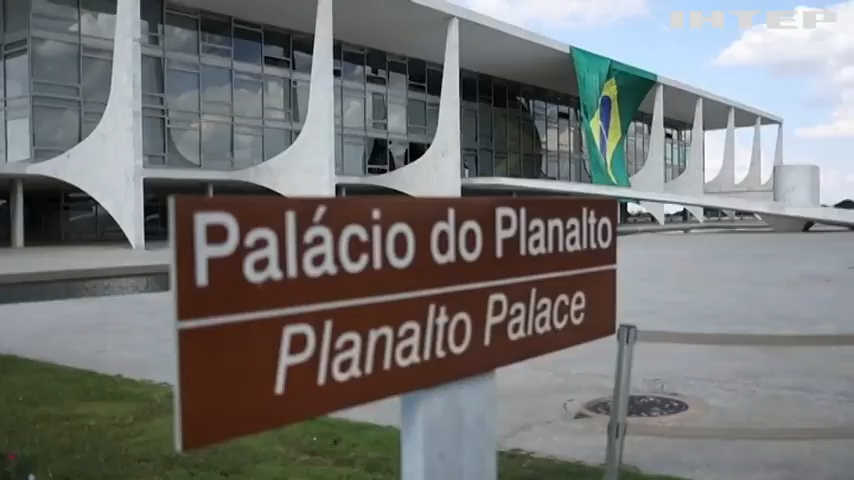 ІНТЕР
Palácio do Planalto
Planalto Palace